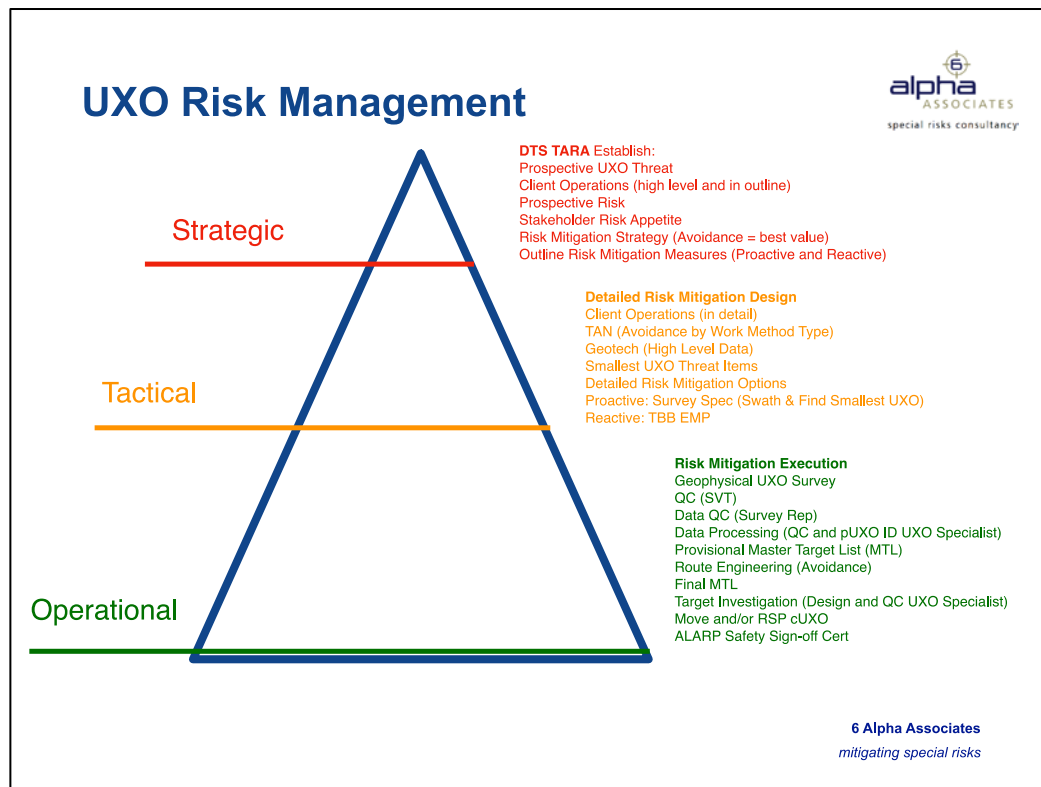 UXO Risk Management
6
alpha
ASSOCIATES
special risks consultancy
DTS TARA Establish:
Prospective UXO Threat
Client Operations (high level and in outline)
Prospective Risk
Stakeholder Risk Appetite
Risk Mitigation Strategy (Avoidance = best value)
Outline Risk Mitigation Measures (Proactive and Reactive)
Strategic
Detailed Risk Mitigation Design
Client Operations (in detail)
TAN (Avoidance by Work Method Type)
Geotech (High Level Data)
Smallest UXO Threat Items
Detailed Risk Mitigation Options
Proactive: Survey Spec (Swath & Find Smallest UXO)
Reactive: TBB EMP
Tactical
Risk Mitigation Execution
Geophysical UXO Survey
QC (SVT)
Data QC (Survey Rep)
Data Processing (QC and pUXO ID UXO Specialist)
Provisional Master Target List (MTL)
Route Engineering (Avoidance)
Final MTL
Target Investigation (Design and QC UXO Specialist)
Move and/or RSP cUXO
ALARP Safety Sign-off Cert
Operational
6 Alpha Associates
mitigating special risks